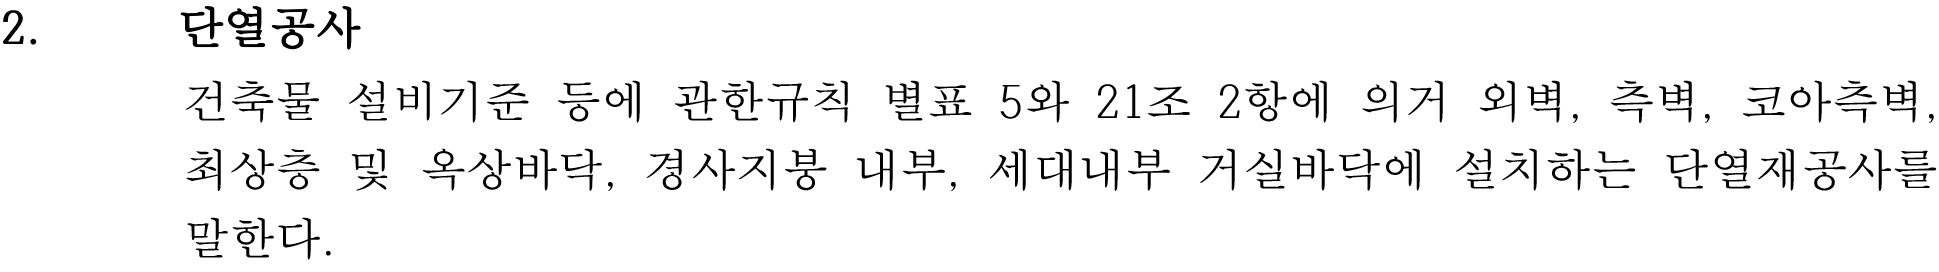 2. 단열공사
건축물 설비기준 등에 관한규칙 별표 5와 21조 2항에 의거 외벽, 측벽, 코아측벽,
최상층 및 옥상바닥, 경사지붕 내부, 세대내부 거실바닥에 설치하는 단열재공사를
말한다.